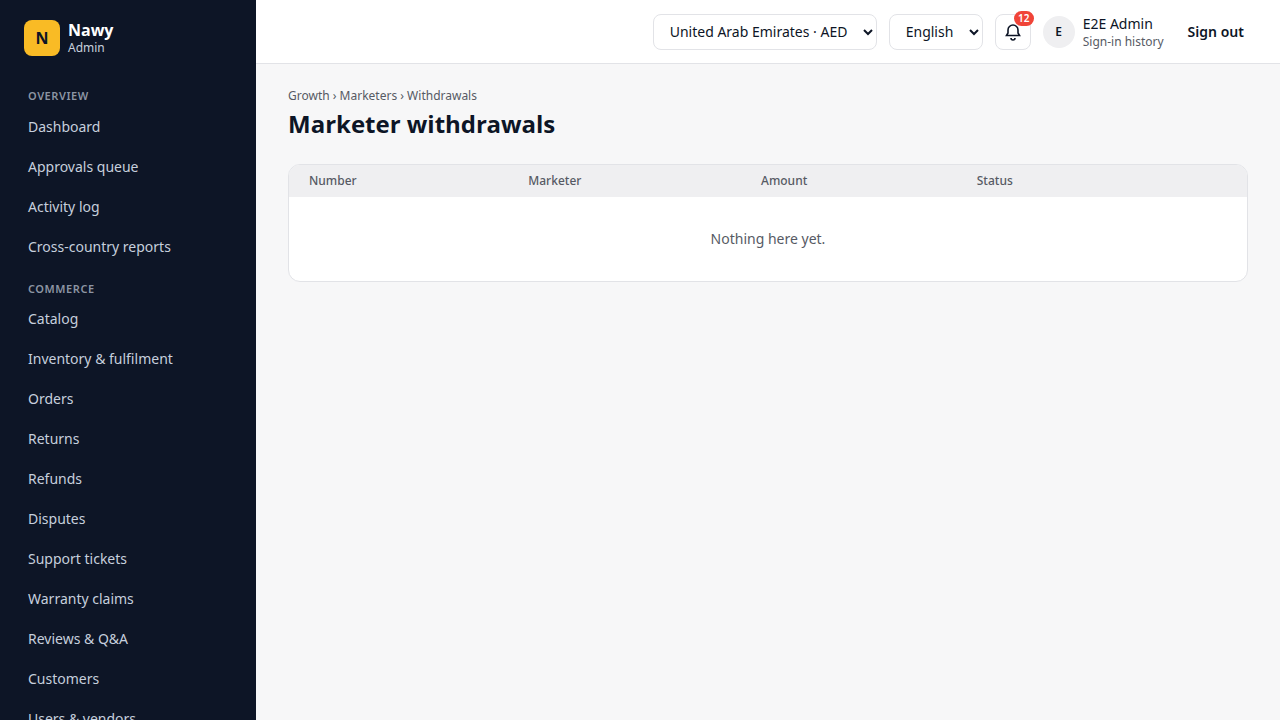 N
Nawy
Admin
OVERVIEW
Dashboard
Approvals queue
Activity log
Cross-country reports
COMMERCE
Catalog
Inventory & fulfilment
Orders
Returns
Refunds
Disputes
Support tickets
Warranty claims
Reviews & Q&A
Customers
Users & vendors
United Arab Emirates · AED
English
12
E
E2E Admin
Sign-in history
Sign out
Growth › Marketers › Withdrawals
Marketer withdrawals
Number Marketer Amount Status
Nothing here yet.